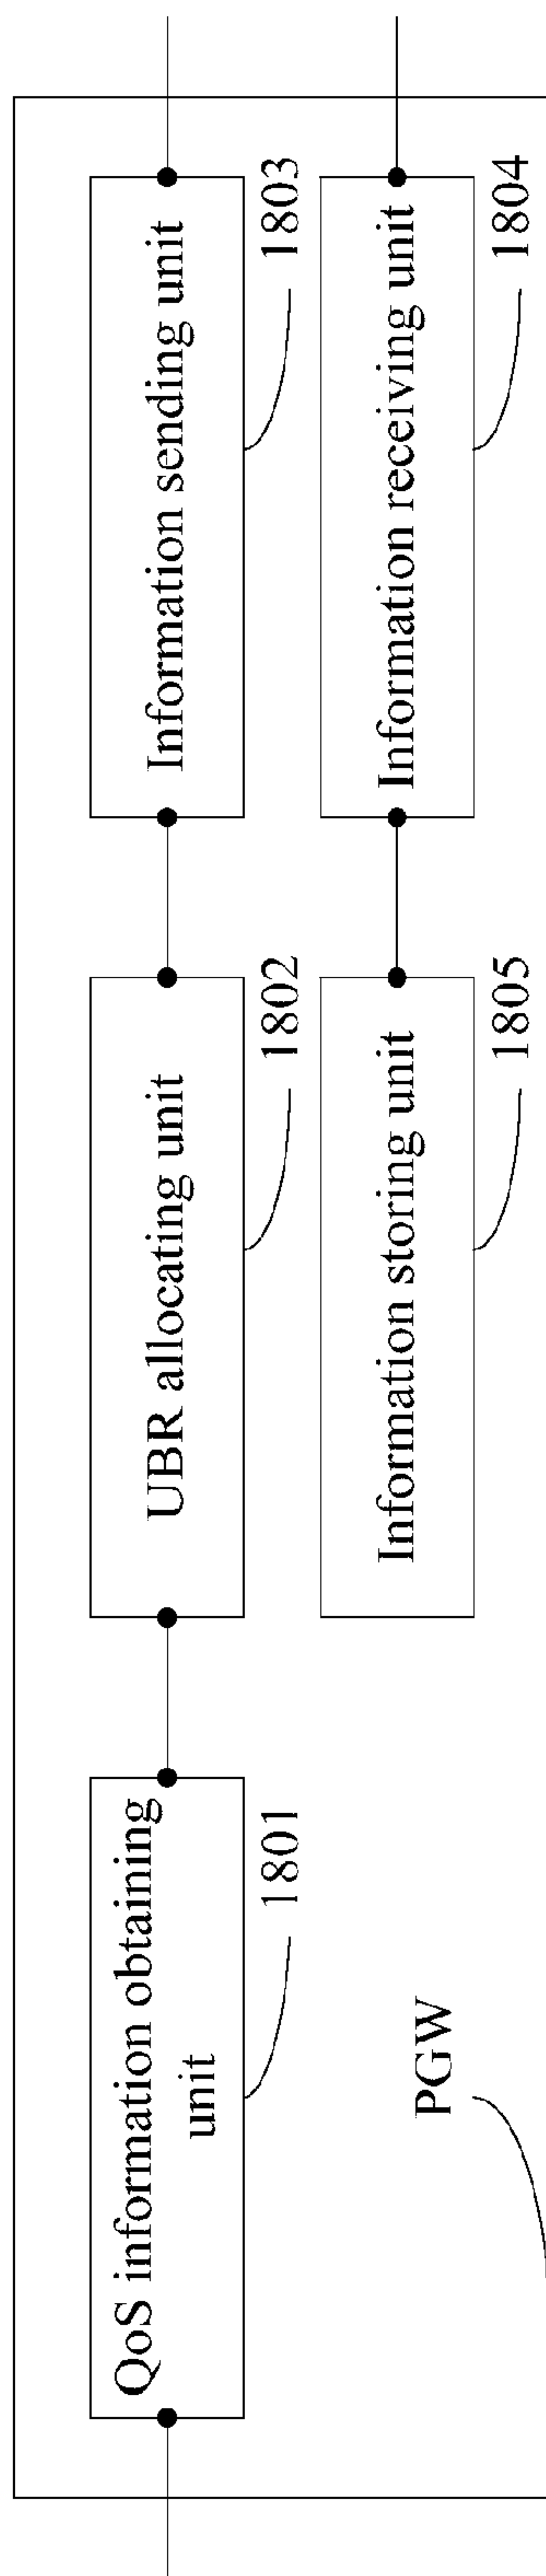 QoS information obtaining
unit
1801
UBR allocating unit
1802
Information sending unit
1803
PGW
Information storing unit
1805
Information receiving unit
1804